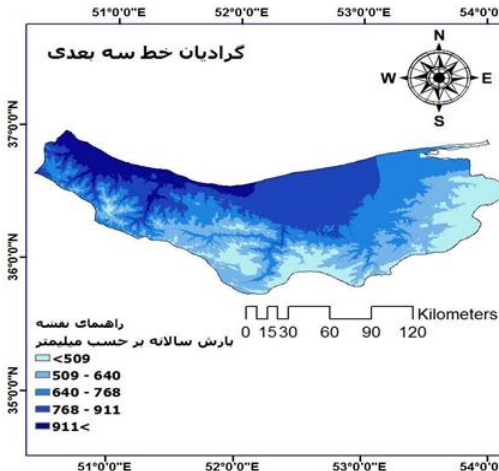 51°0'0"E 52°0'0"E 53°0'0"E 54°0'0"E
گرادیان خط سه بعدی
N
W E
S
37°0'0"N
36°0'0"N
35°0'0"N
Kilometers
0 15 30 60 90 120
راهنمای نقشه
بارش سالانه بر حسب میلیمتر
<509
509 - 640
640 - 768
768 - 911
911<
51°0'0"E 52°0'0"E 53°0'0"E 54°0'0"E